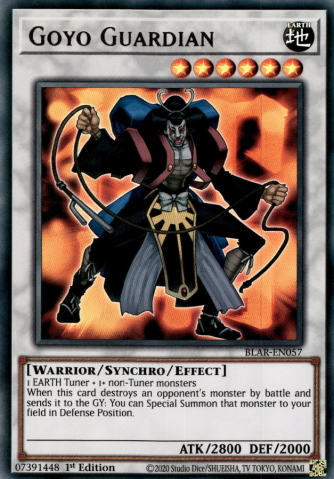 GOYO GUARDIAN
EARTH
地
BLAR-EN057
[WARRIOR/SYNCHRO/EFFECT]
1 EARTH Tuner + 1+ non-Tuner monsters
When this card destroys an opponent's monster by battle and
sends it to the GY: You can Special Summon that monster to your
field in Defense Position.
ATK/2800 DEF/2000
07391448 1st Edition ©2020 Studio Dice/SHUEISHA, TV TOKYO, KONAMI